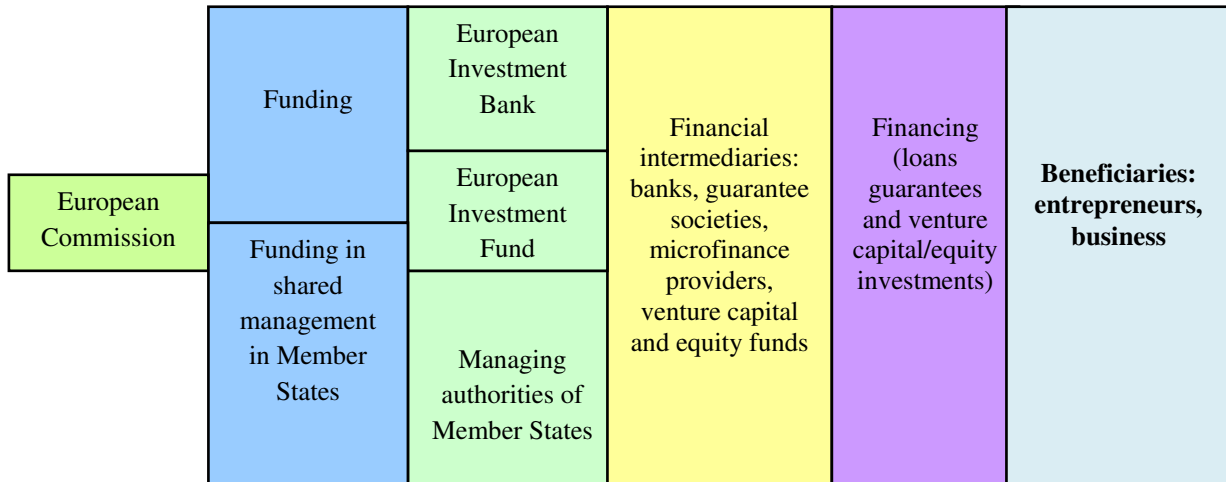 European
Commission
Funding
Funding in
shared
management
in Member
States
European
Investment
Bank
European
Investment
Fund
Managing
authorities of
Member States
Financial
intermediaries:
banks, guarantee
societies,
microfinance
providers,
venture capital
and equity funds
Financing
(loans
guarantees
and venture
capital/equity
investments)
Beneficiaries:
entrepreneurs,
business